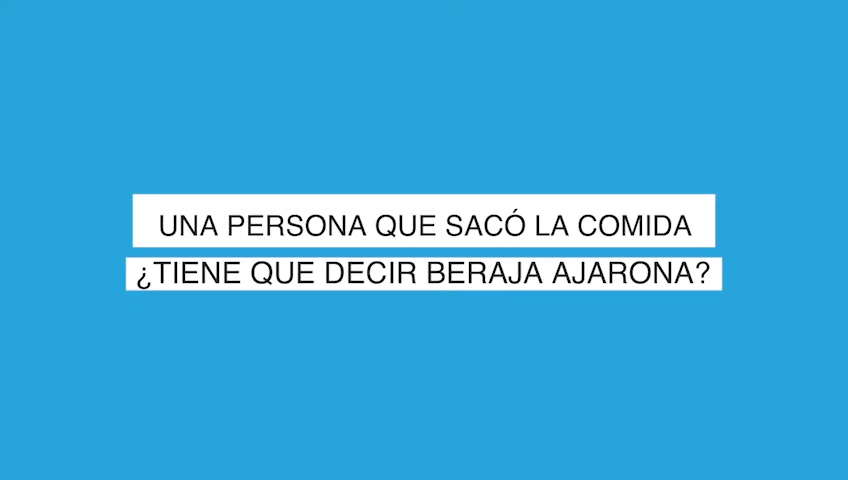 UNA PERSONA QUE SACÓ LA COMIDA
¿TIENE QUE DECIR BERAJA AJARONA?